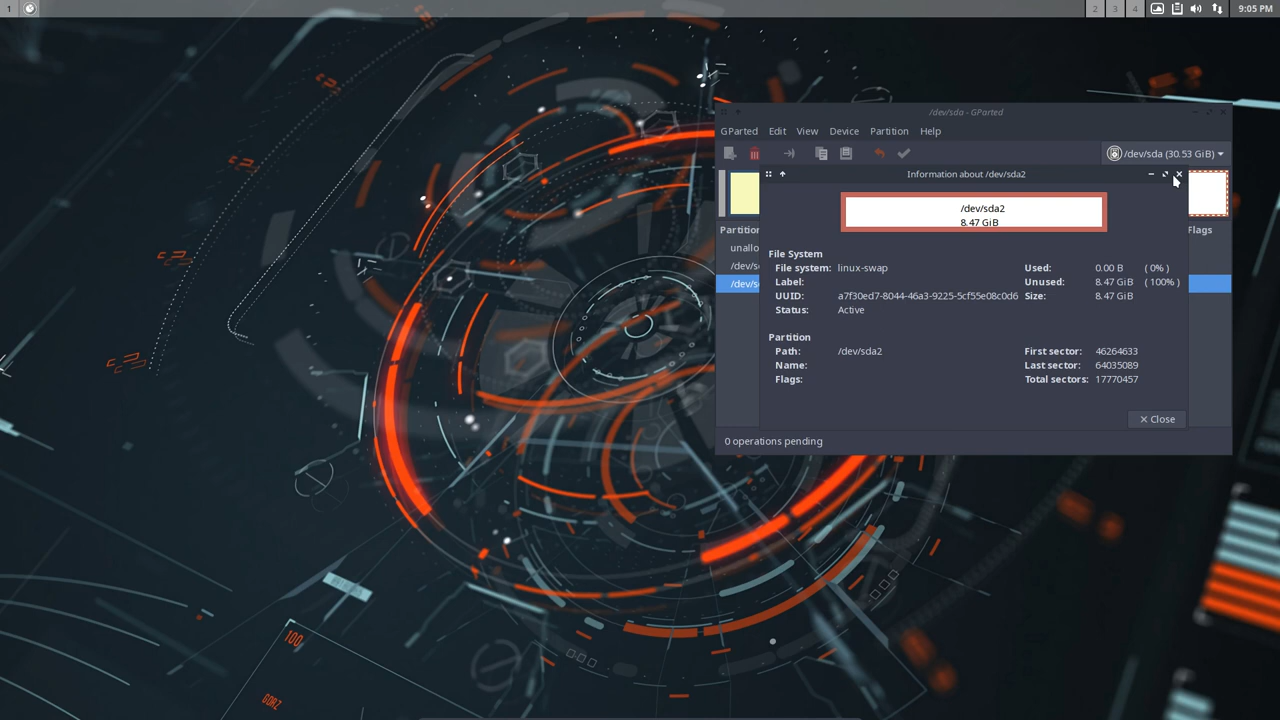 1
2 3 4 9:05 PM
/dev/sda - GParted
GParted Edit View Device Partition Help
/dev/sda (30.53 GiB)
Information about /dev/sda2
/dev/sda2
8.47 GiB
Partition Flags
unallo
/dev/s
/dev/s
File System
File system: linux-swap Used: 0.00 B ( 0% )
Label: Unused: 8.47 GiB ( 100% )
UUID: a7f30ed7-8044-46a3-9225-5cf55e08c0d6 Size: 8.47 GiB
Status: Active
Partition
Path: /dev/sda2 First sector: 46264633
Name: Last sector: 64035089
Flags: Total sectors: 17770457
Close
0 operations pending
100